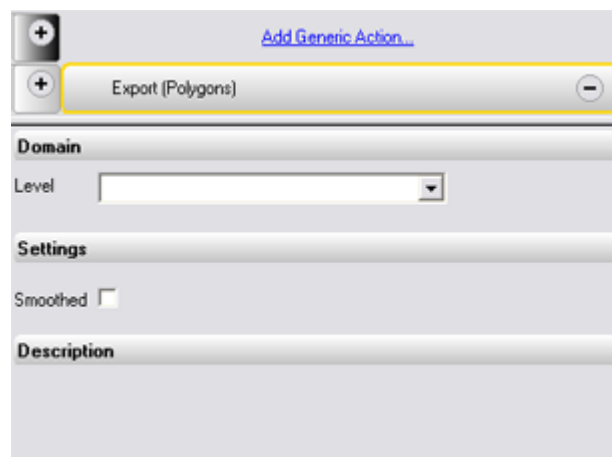 Add Generic Action...
Export (Polygons)
Domain
Level
Settings
Smoothed
Description